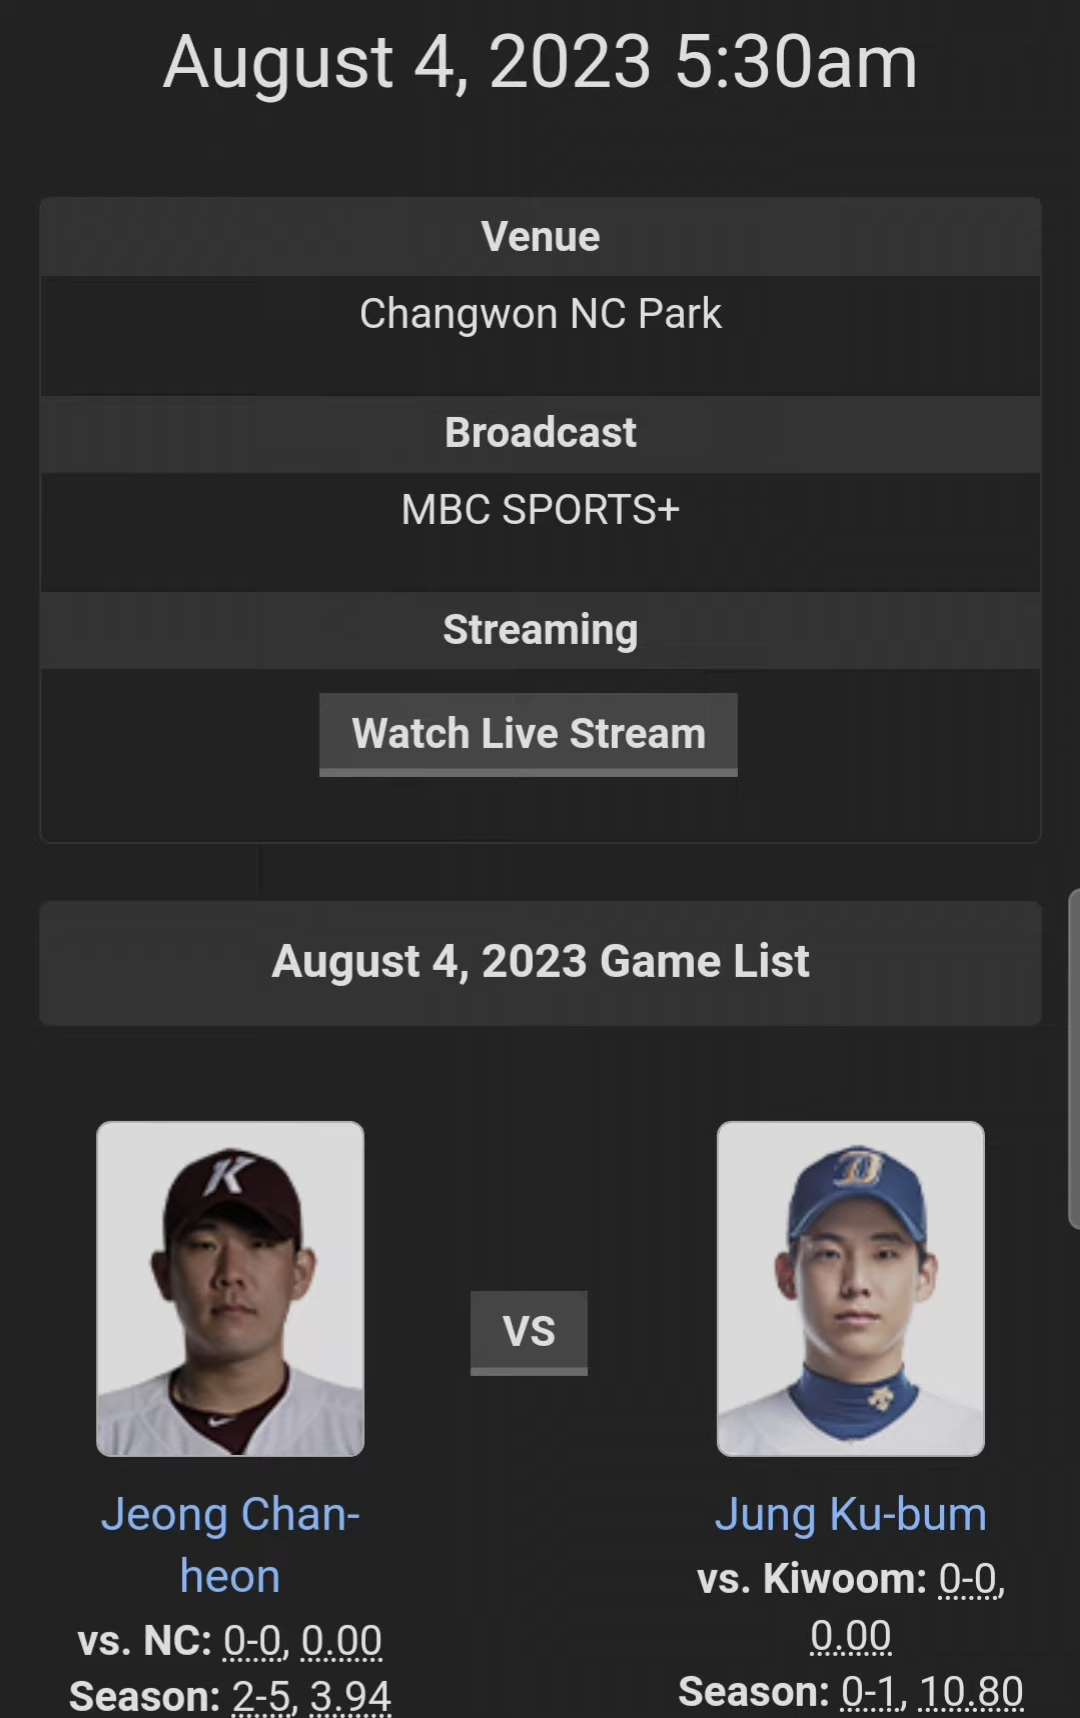 August 4, 2023 5:30am
Venue
Changwon NC Park
Broadcast
MBC SPORTS+
Streaming
Watch Live Stream
August 4, 2023 Game List
K
D
VS
Jeong Chan-
heon
vs. NC: 0-0, 0.00
Season: 2-5, 3.94
Jung Ku-bum
vs. Kiwoom: 0-0,
0.00
Season: 0-1, 10.80